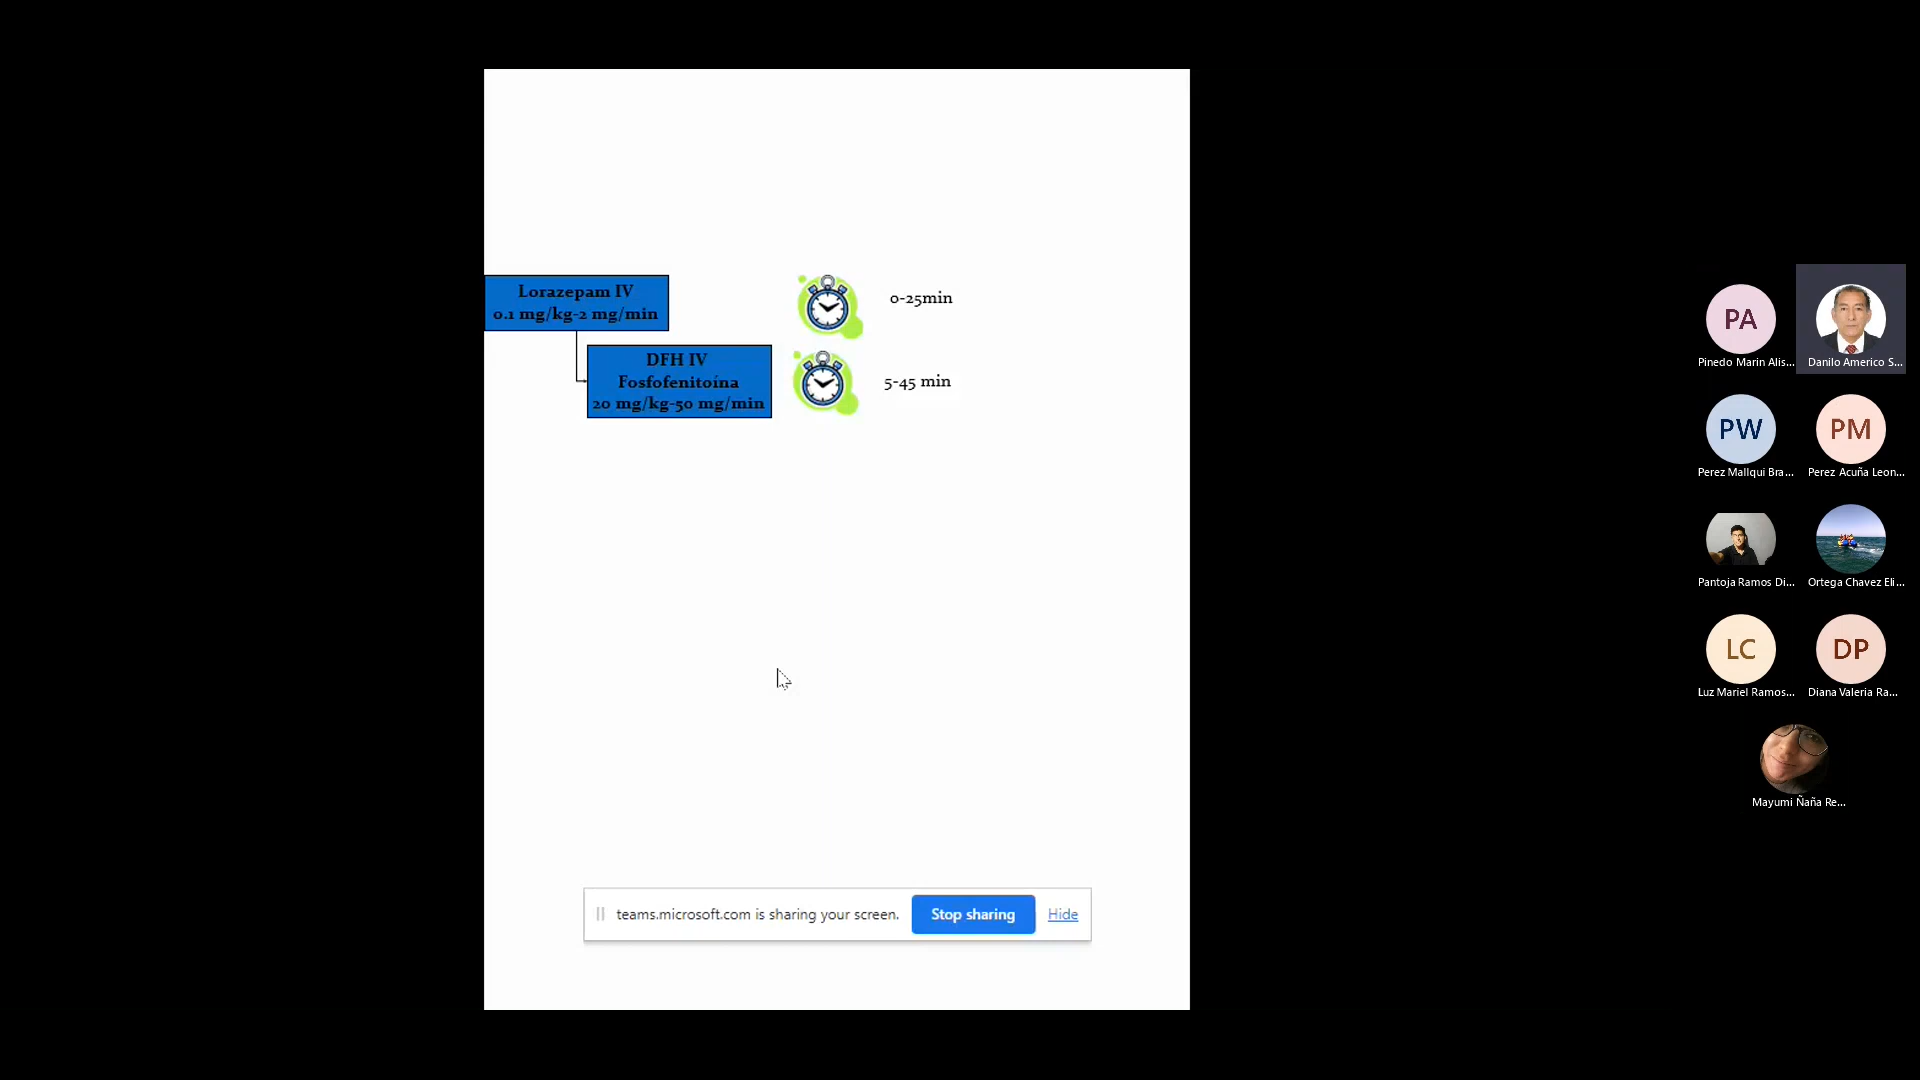 Lorazepam IV
0.1 mg/kg-2 mg/min
0-25min
DFH IV
Fosfofenitoína
20 mg/kg-50 mg/min
5-45 min
teams.microsoft.com is sharing your screen.
Stop sharing
Hide
PA
Pinedo Marin Alis...
Danilo Americo S...
PW
Perez Mallqui Bra...
PM
Perez Acuña Leon...
Pantoja Ramos Di...
Ortega Chavez Eli...
LC
Luz Mariel Ramos...
DP
Diana Valeria Ra...
Mayumi Ñaña Re...